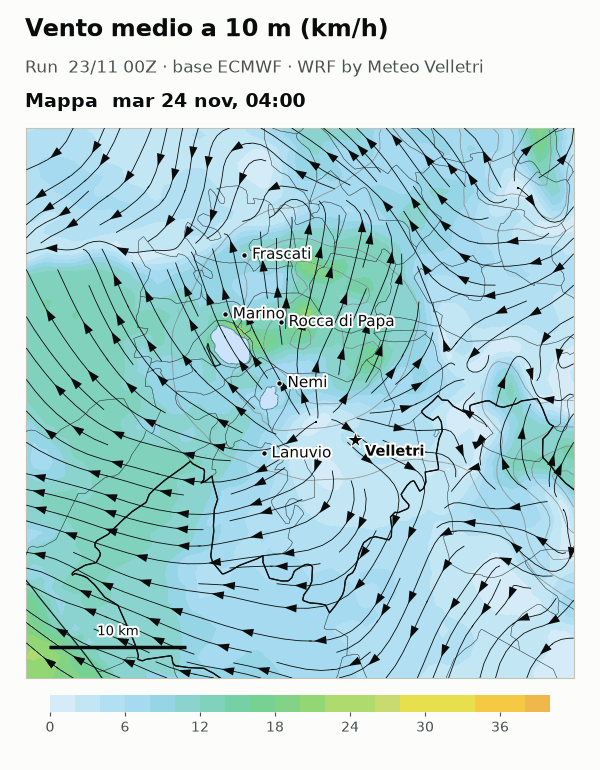 Vento medio a 10 m (km/h)
Run 23/11 00Z · base ECMWF · WRF by Meteo Velletri
Mappa mar 24 nov, 04:00
Frascati
Marino
Rocca di Papa
Nemi
Lanuvio
Velletri
10 km
0 6 12 18 24 30 36